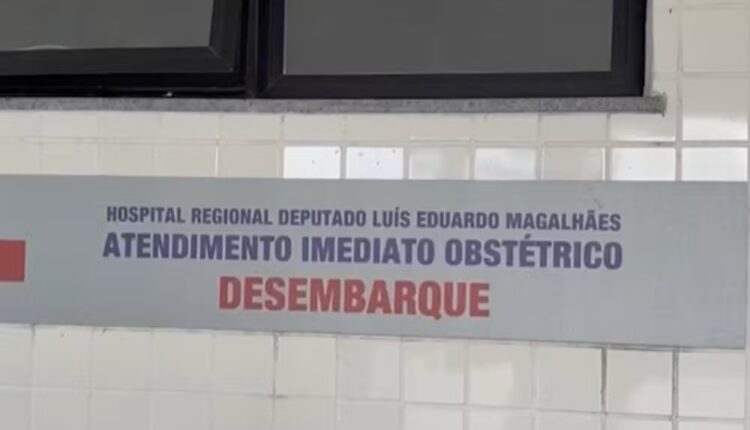 HOSPITAL REGIONAL DEPUTADO LUÍS EDUARDO MAGALHÃES
ATENDIMENTO IMEDIATO OBSTÉTRICO
DESEMBARQUE